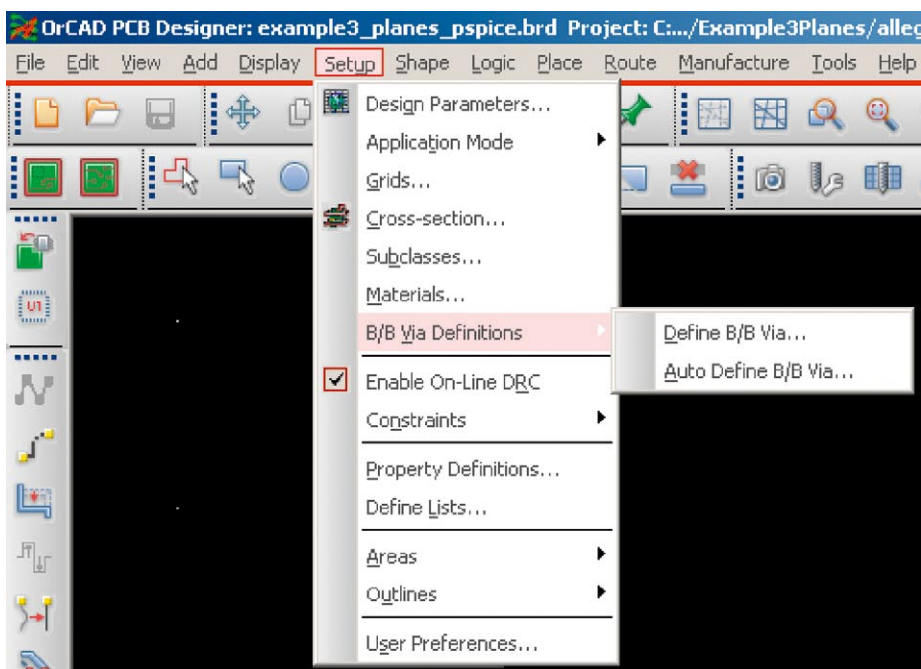 OrCAD PCB Designer: example3_planes_pspice.brd Project: C:.../Example3Planes/alleg
File Edit View Add Display Setup Shape Logic Place Route Manufacture Tools Help
Design Parameters...
Application Mode
Grids...
Cross-section...
Subclasses...
Materials...
B/B Via Definitions
Define B/B Via...
Auto Define B/B Via...
Enable On-Line DRC
Constraints
Property Definitions...
Define Lists...
Areas
Outlines
User Preferences...
U1